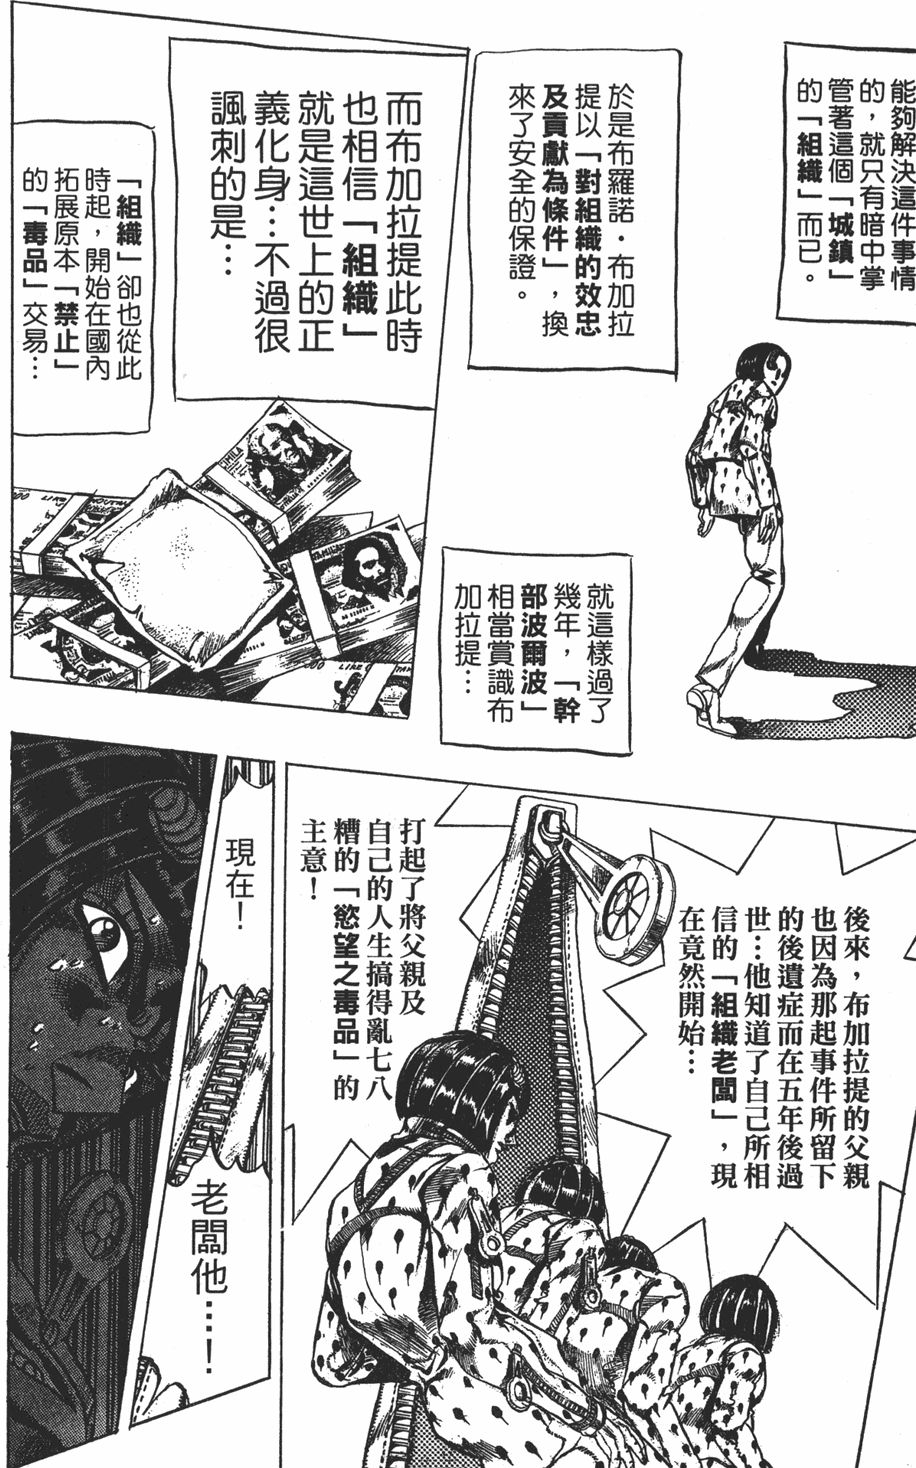 能夠解決這件事情
的，就只有暗中掌
管著這個「城鎮」
的「組織」而已。
於是布羅諾·布加拉
提以「對組織的效忠
及貢獻為條件」，換
來了安全的保證。
而布加拉提此時
也相信「組織」
就是這世上的正
義化身…不過很
諷刺的是…
「組織」卻也從此
時起，開始在國內
拓展原本「禁止」
的「毒品」交易…
就這樣過了
幾年，「幹
部波爾波」
相當賞識布
加拉提…
後來，布加拉提的父親
也因為那起事件所留下
的後遺症而在五年後過
世…他知道了自己所相
信的「組織老闆」，現
在竟然開始…
打起了將父親及
自己的人生搞得亂七八
糟的「慾望之毒品」的
主意！
現在！
老闆他…！